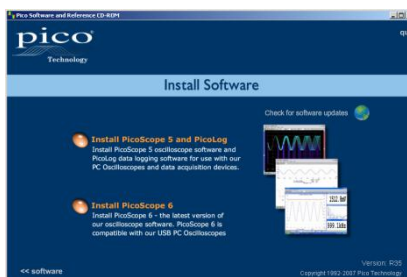 Pico Software and Reference CD-ROM
pico
Technology
qu
Install Software
Check for software updates
Install PicoScope 5 and PicoLog
Install PicoScope 5 oscilloscope software and
PicoLog data logging software for use with our
PC Oscilloscopes and data acquisition devices.
Install PicoScope 6
Install PicoScope 6 - the latest version of
our oscilloscope software. PicoScope 6 is
compatible with our USB PC Oscilloscopes
<< software
Version: R35
Copyright 1992-2007 Pico Technology